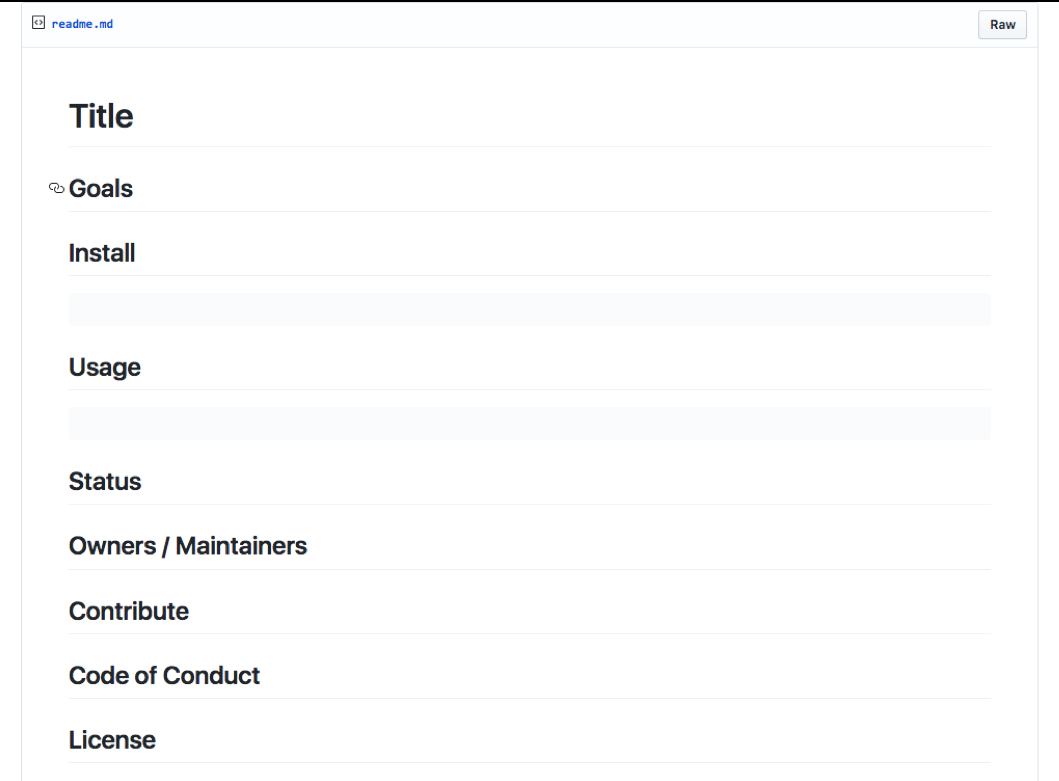 readme.md
Raw
Title
Goals
Install
Usage
Status
Owners / Maintainers
Contribute
Code of Conduct
License